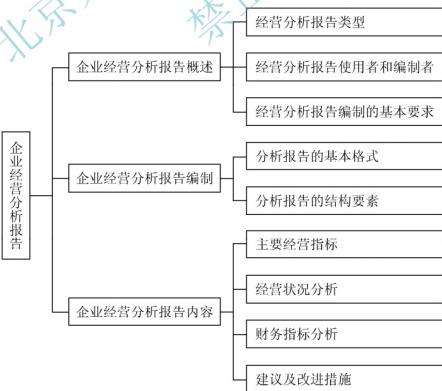 企业经营分析报告
企业经营分析报告概述
经营分析报告类型
经营分析报告使用者和编制者
经营分析报告编制的基本要求
企业经营分析报告编制
分析报告的基本格式
分析报告的结构要素
企业经营分析报告内容
主要经营指标
经营状况分析
财务指标分析
建议及改进措施
北京
禁止